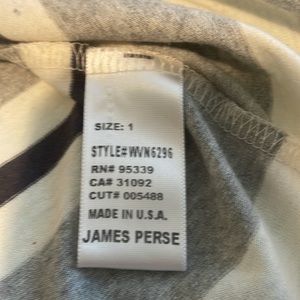 SIZE: 1
STYLE# WVN6296
RN# 95339
CA# 31092
CUT# 005488
MADE IN U.S.A.
JAMES PERSE